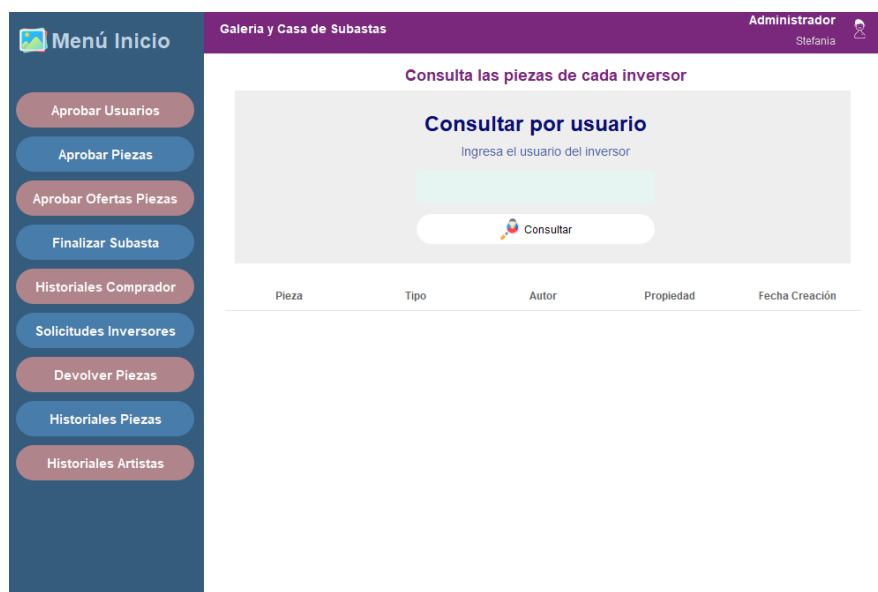 Menú Inicio
Aprobar Usuarios
Aprobar Piezas
Aprobar Ofertas Piezas
Finalizar Subasta
Historiales Comprador
Solicitudes Inversores
Devolver Piezas
Historiales Piezas
Historiales Artistas
Galeria y Casa de Subastas
Administrador
Stefania
Consulta las piezas de cada inversor
Consultar por usuario
Ingresa el usuario del inversor
Consultar
Pieza Tipo Autor Propiedad Fecha Creación